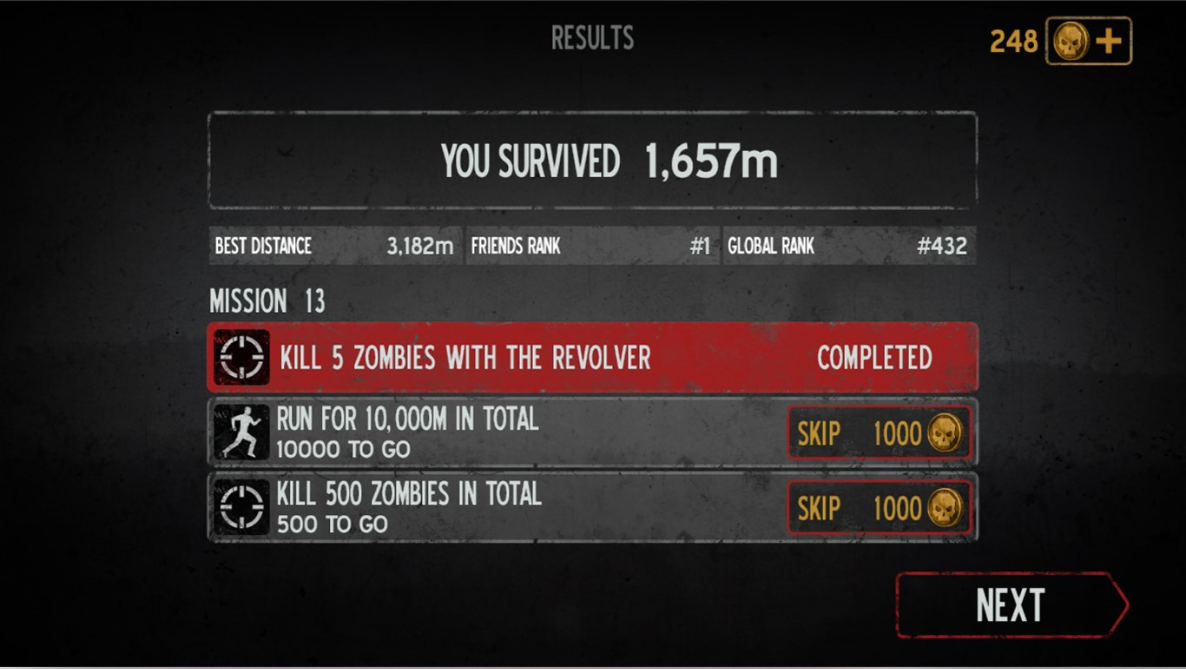 RESULTS
248 +
YOU SURVIVED 1,657m
BEST DISTANCE 3,182m FRIENDS RANK #1 GLOBAL RANK #432
MISSION 13
KILL 5 ZOMBIES WITH THE REVOLVER COMPLETED
RUN FOR 10,000M IN TOTAL
10000 TO GO
SKIP 1000
KILL 500 ZOMBIES IN TOTAL
500 TO GO
SKIP 1000
NEXT